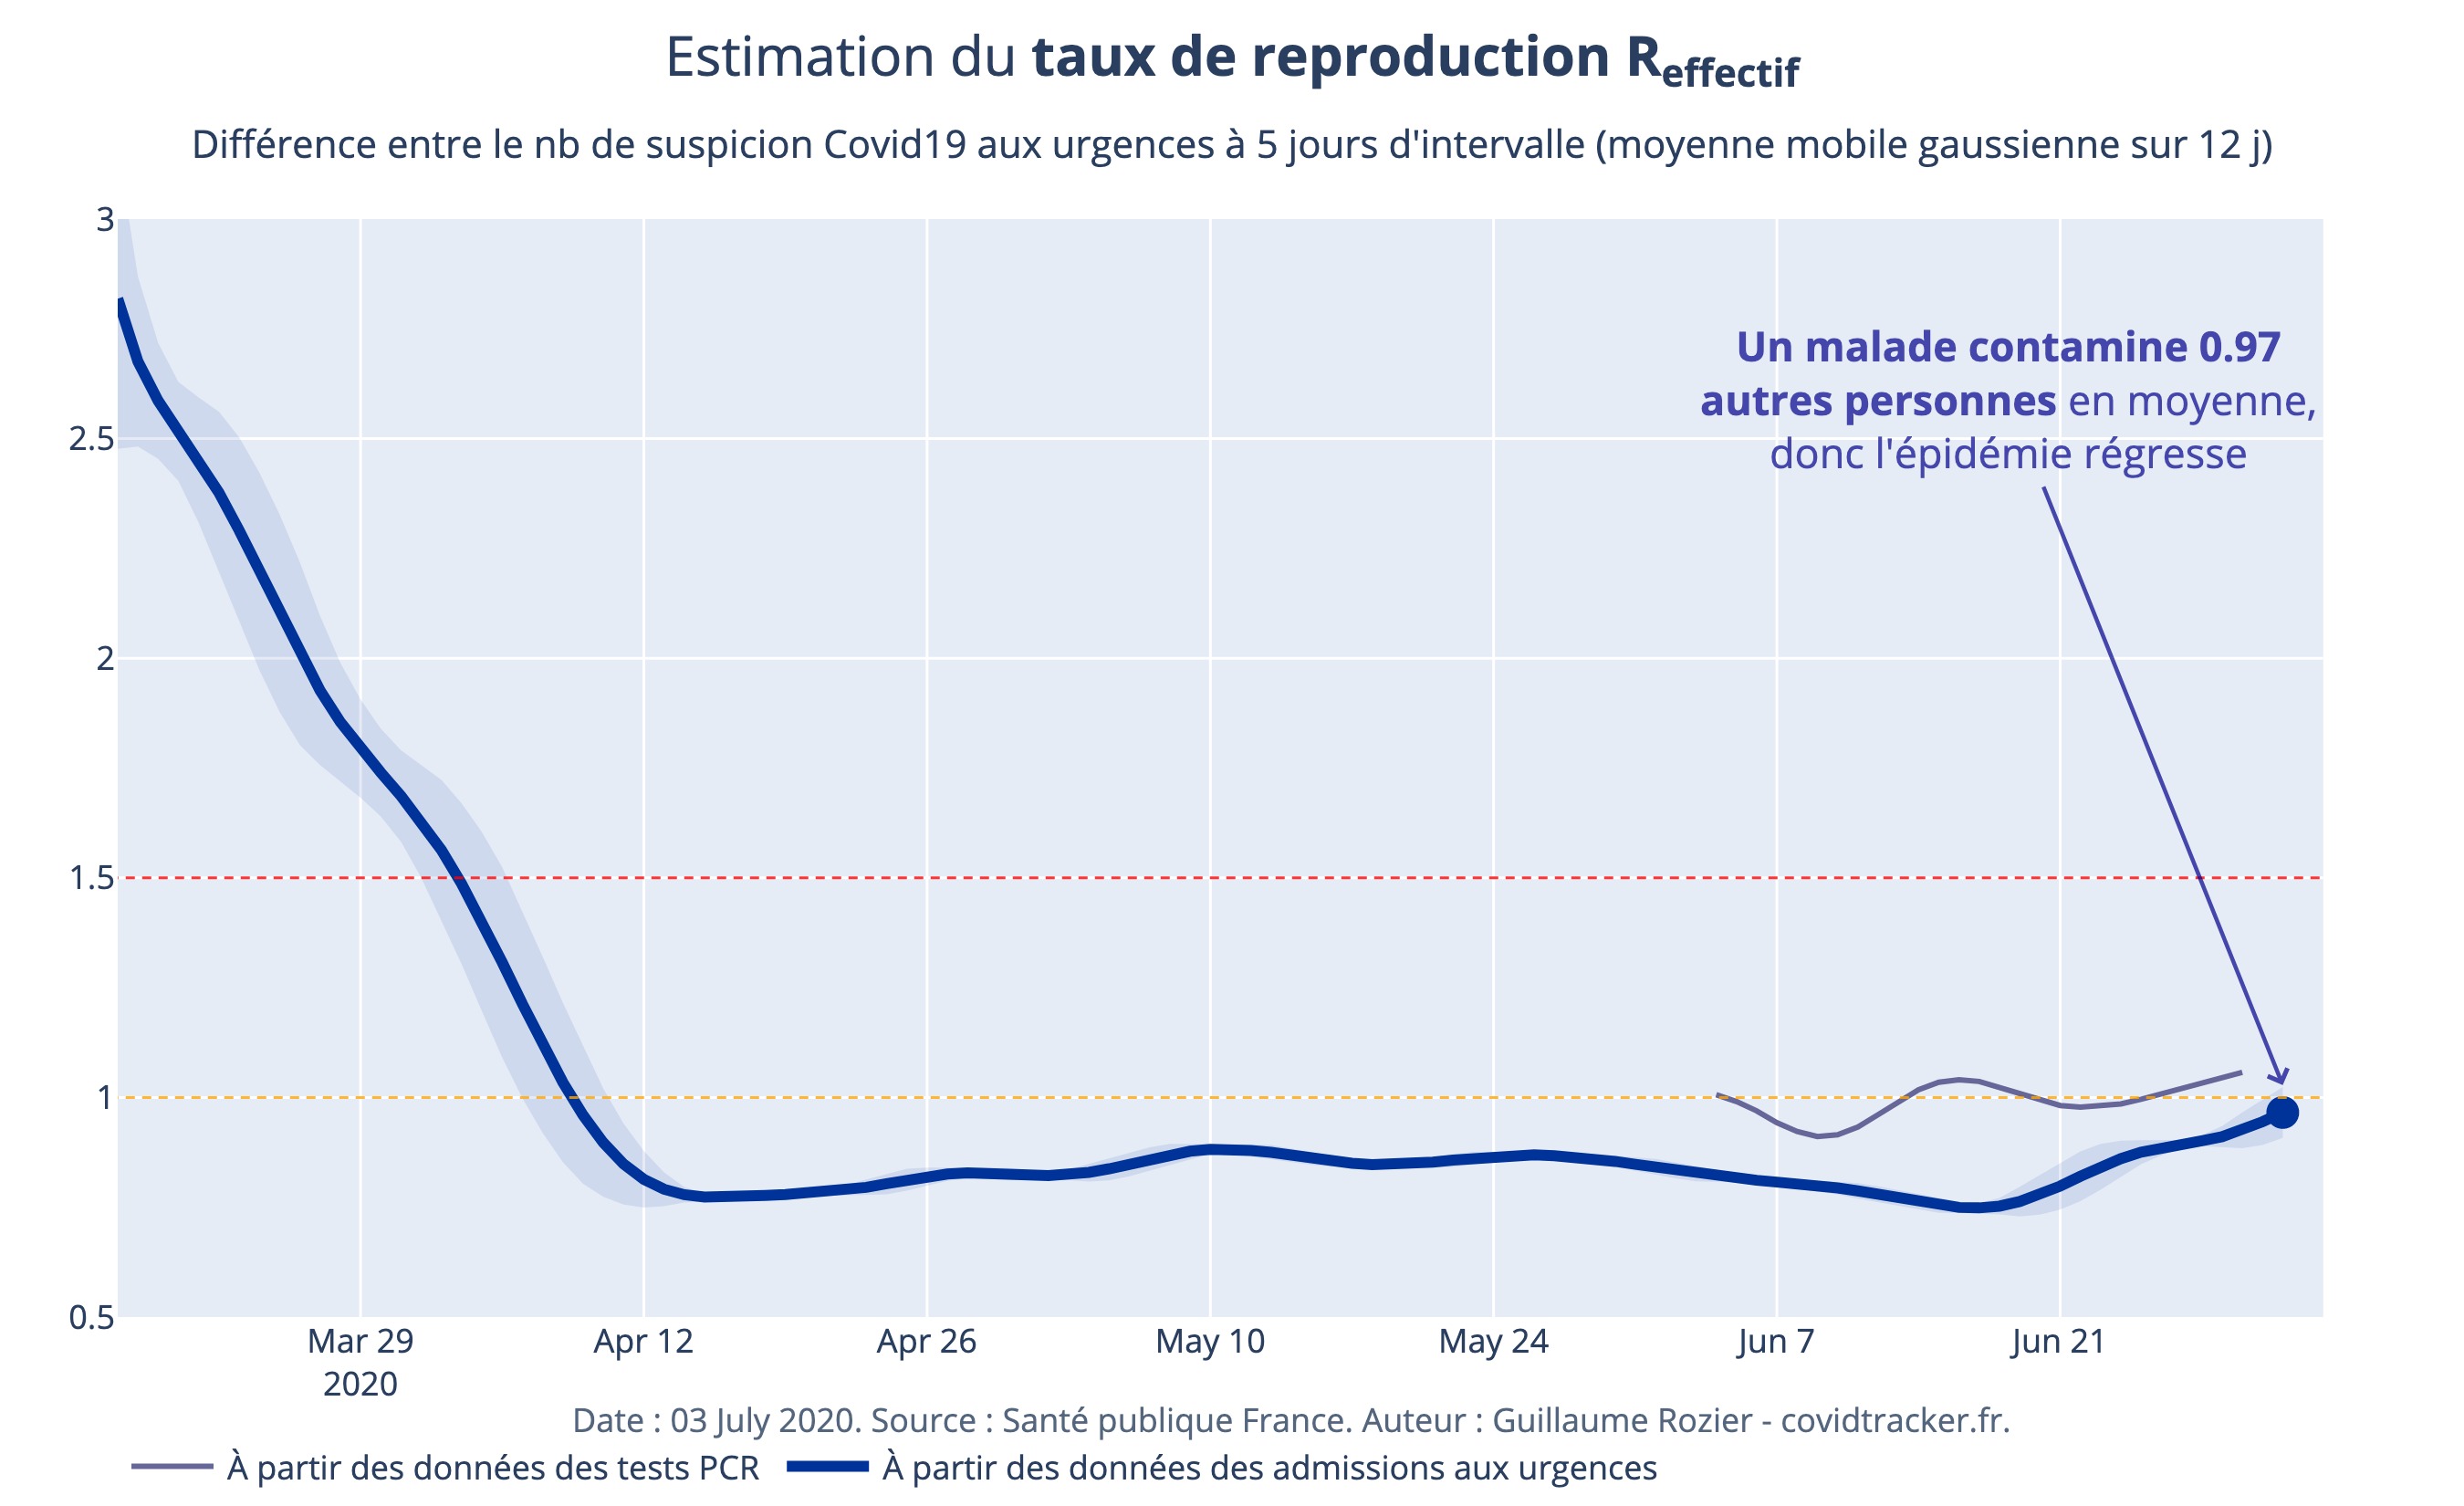 Estimation du taux de reproduction Reffectif
Différence entre le nb de suspicion Covid19 aux urgences à 5 jours d'intervalle (moyenne mobile gaussienne sur 12 j)
3
2.5
2
1.5
1
0.5
Un malade contamine 0.97
autres personnes en moyenne,
donc l'épidémie régresse
Mar 29
2020
Apr 12
Apr 26
May 10
May 24
Jun 7
Jun 21
Date : 03 July 2020. Source : Santé publique France. Auteur : Guillaume Rozier - covidtracker.fr.
À partir des données des tests PCR
À partir des données des admissions aux urgences